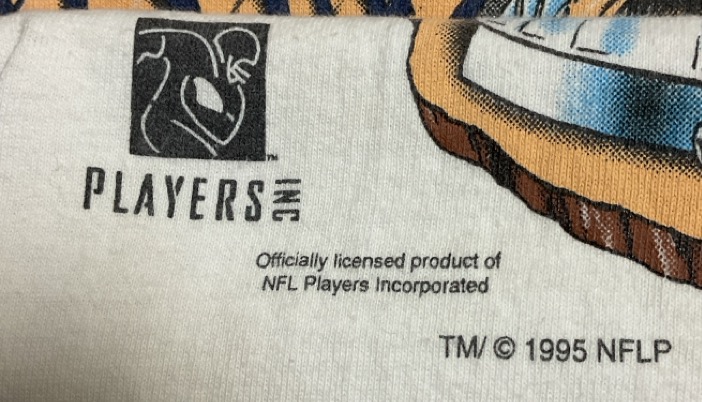 TM
PLAYERS INC
Officially licensed product of
NFL Players Incorporated
TM/ © 1995 NFLP